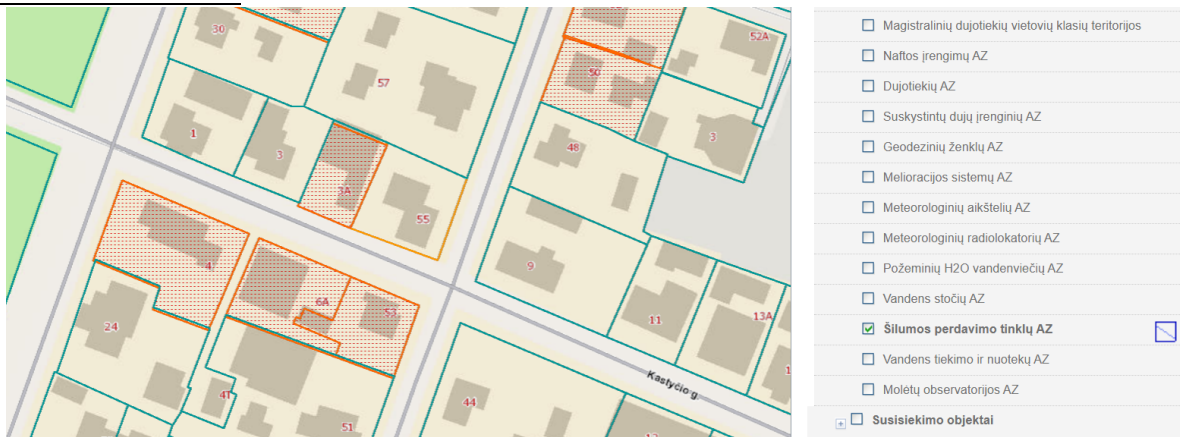 30
57
1
3
3A
55
50
52A
3
48
9
11
13A
4
6A
53
24
4T
51
44
Kastyčio g.
Magistralinių dujotiekių vietovių klasių teritorijos
Naftos įrengimų AZ
Dujotiekių AZ
Suskystintų dujų įrenginių AZ
Geodezinių ženklų AZ
Melioracijos sistemų AZ
Meteorologinių aikštelių AZ
Meteorologinių radiolokatorių AZ
Požeminių H2O vandenviečių AZ
Vandens stočių AZ
Šilumos perdavimo tinklų AZ
Vandens tiekimo ir nuotekų AZ
Molėtų observatorijos AZ
Susisiekimo objektai